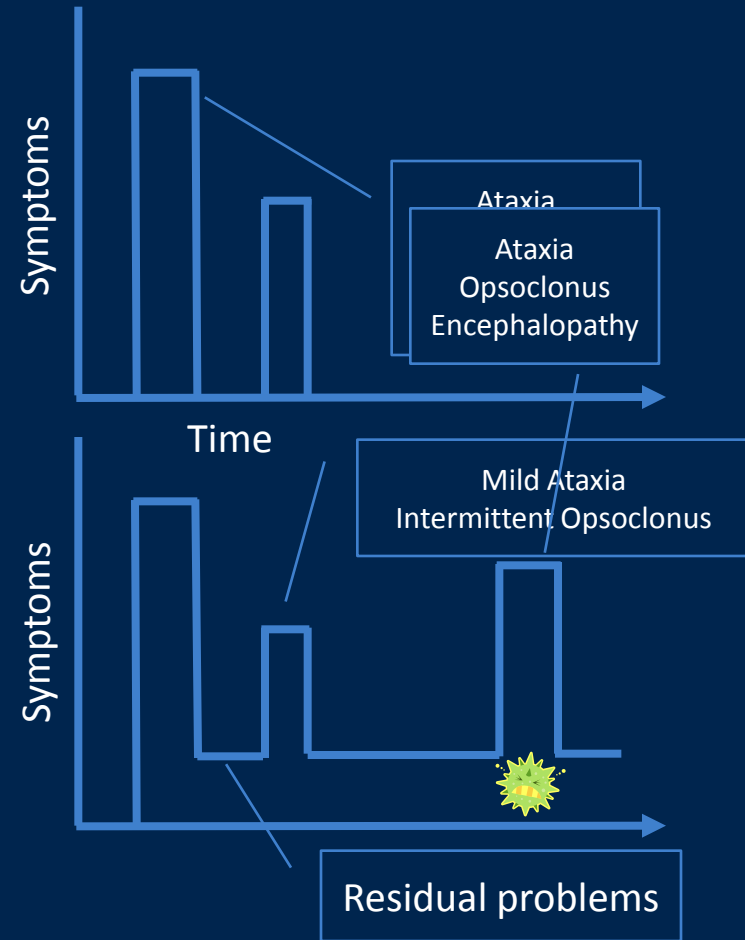 Symptoms
Ataxia
Ataxia
Opsoclonus
Encephalopathy
Time
Mild Ataxia
Intermittent Opsoclonus
Symptoms
Residual problems